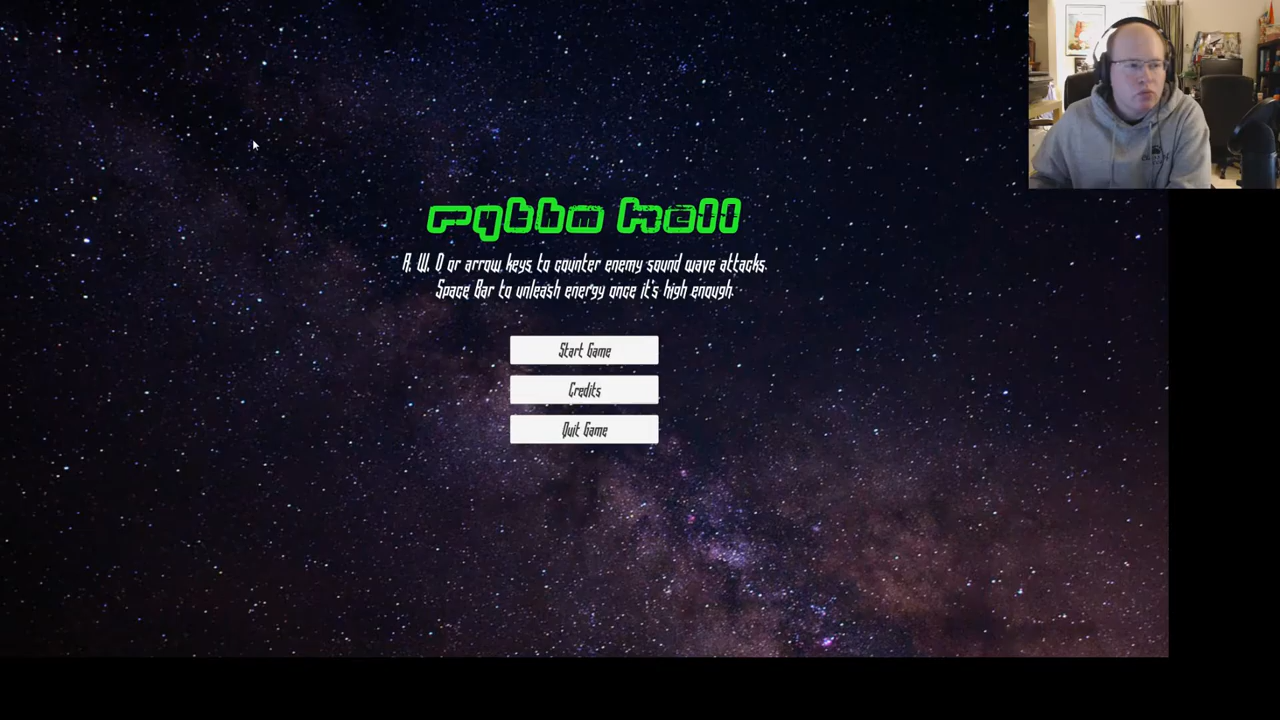 rythm hell
A, W, D or arrow keys to counter enemy sound wave attacks.
Space Bar to unleash energy once it's high enough.
Start Game
Credits
Quit Game